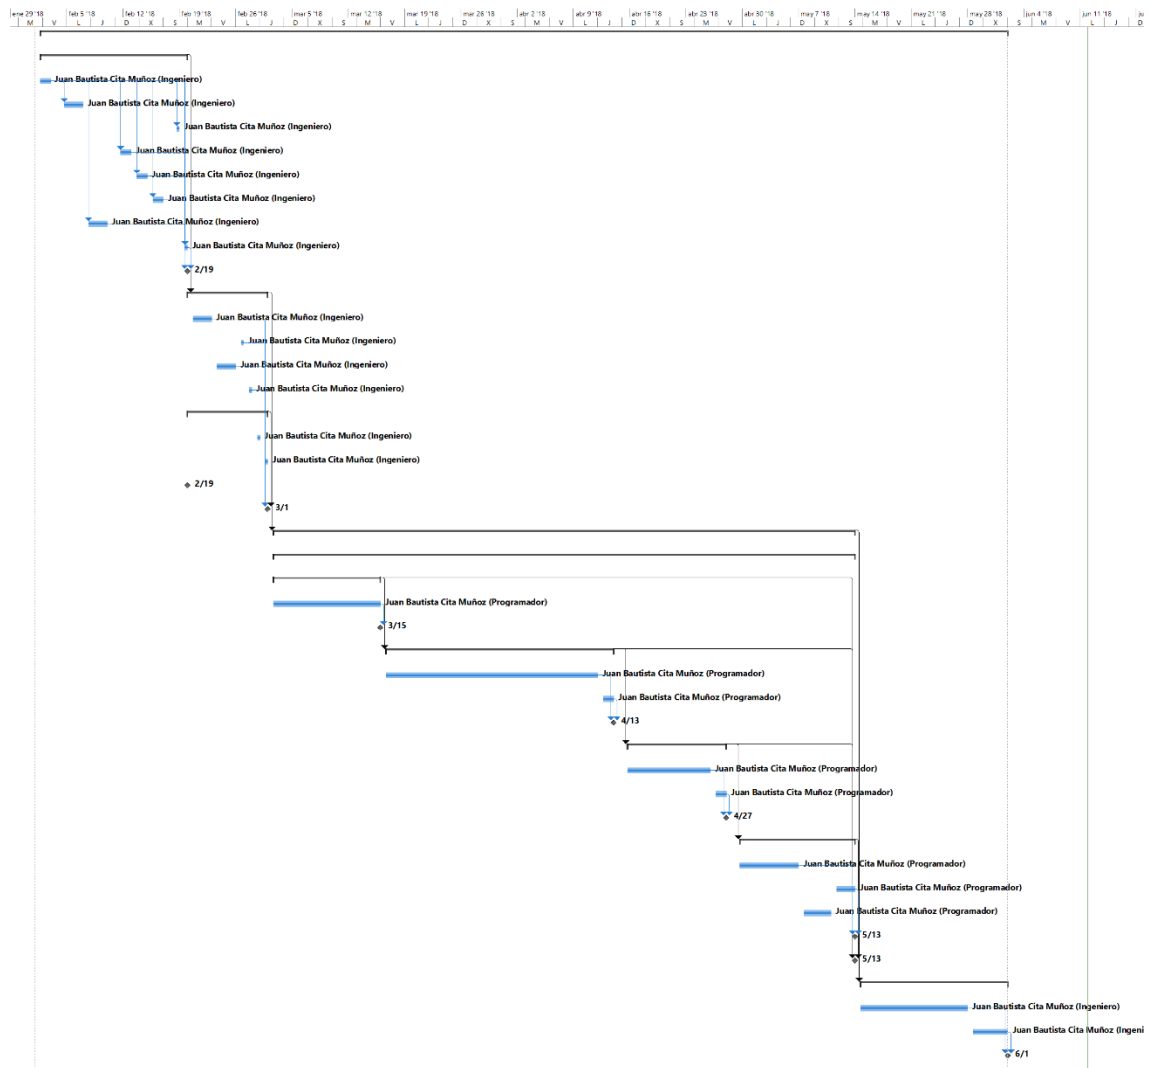 ene 29 '18 feb 5 '18 feb 12 '18 feb 19 '18 feb 26 '18 mar 5 '18 mar 12 '18 mar 19 '18 mar 26 '18 abr 2 '18 abr 9 '18 abr 16 '18 abr 23 '18 abr 30 '18 may 7 '18 may 14 '18 may 21 '18 may 28 '18 jun 4 '18 jun 11 '18 ju
M V L J D X S M V L J D X S M V L J D X S M V L J D X S M V L J D X S M V L J D
Juan Bautista Cita Muñoz (Ingeniero)
Juan Bautista Cita Muñoz (Ingeniero)
Juan Bautista Cita Muñoz (Ingeniero)
Juan Bautista Cita Muñoz (Ingeniero)
Juan Bautista Cita Muñoz (Ingeniero)
Juan Bautista Cita Muñoz (Ingeniero)
Juan Bautista Cita Muñoz (Ingeniero)
Juan Bautista Cita Muñoz (Ingeniero)
2/19
Juan Bautista Cita Muñoz (Ingeniero)
Juan Bautista Cita Muñoz (Ingeniero)
Juan Bautista Cita Muñoz (Ingeniero)
Juan Bautista Cita Muñoz (Ingeniero)
Juan Bautista Cita Muñoz (Ingeniero)
Juan Bautista Cita Muñoz (Ingeniero)
2/19
3/1
Juan Bautista Cita Muñoz (Programador)
3/15
Juan Bautista Cita Muñoz (Programador)
Juan Bautista Cita Muñoz (Programador)
4/13
Juan Bautista Cita Muñoz (Programador)
Juan Bautista Cita Muñoz (Programador)
4/27
Juan Bautista Cita Muñoz (Programador)
Juan Bautista Cita Muñoz (Programador)
Juan Bautista Cita Muñoz (Programador)
5/13
5/13
Juan Bautista Cita Muñoz (Ingeniero)
Juan Bautista Cita Muñoz (Ingeni
6/1